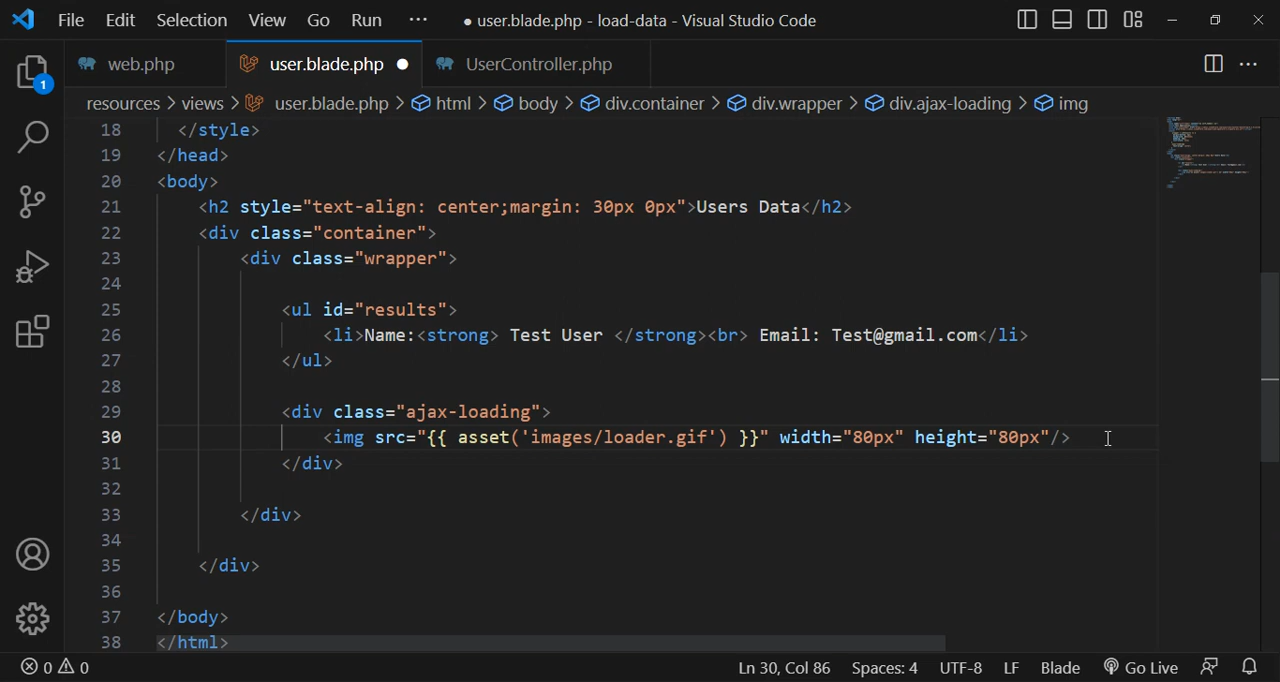 File Edit Selection View Go Run ··· ● user.blade.php - load-data - Visual Studio Code
web.php user.blade.php ● UserController.php ···
1
resources > views > user.blade.php > html > body > div.container > div.wrapper > div.ajax-loading > img
18 </style>
19 </head>
20 <body>
21 <h2 style="text-align: center;margin: 30px 0px">Users Data</h2>
22 <div class="container">
23 <div class="wrapper">
24
25 <ul id="results">
26 <li>Name:<strong> Test User </strong><br> Email: Test@gmail.com</li>
27 </ul>
28
29 <div class="ajax-loading">
30 <img src="{{ asset('images/loader.gif') }}" width="80px" height="80px"/>
31 </div>
32
33 </div>
34
35 </div>
36
37 </body>
38 </html>
0 0 Ln 30, Col 86 Spaces: 4 UTF-8 LF Blade Go Live